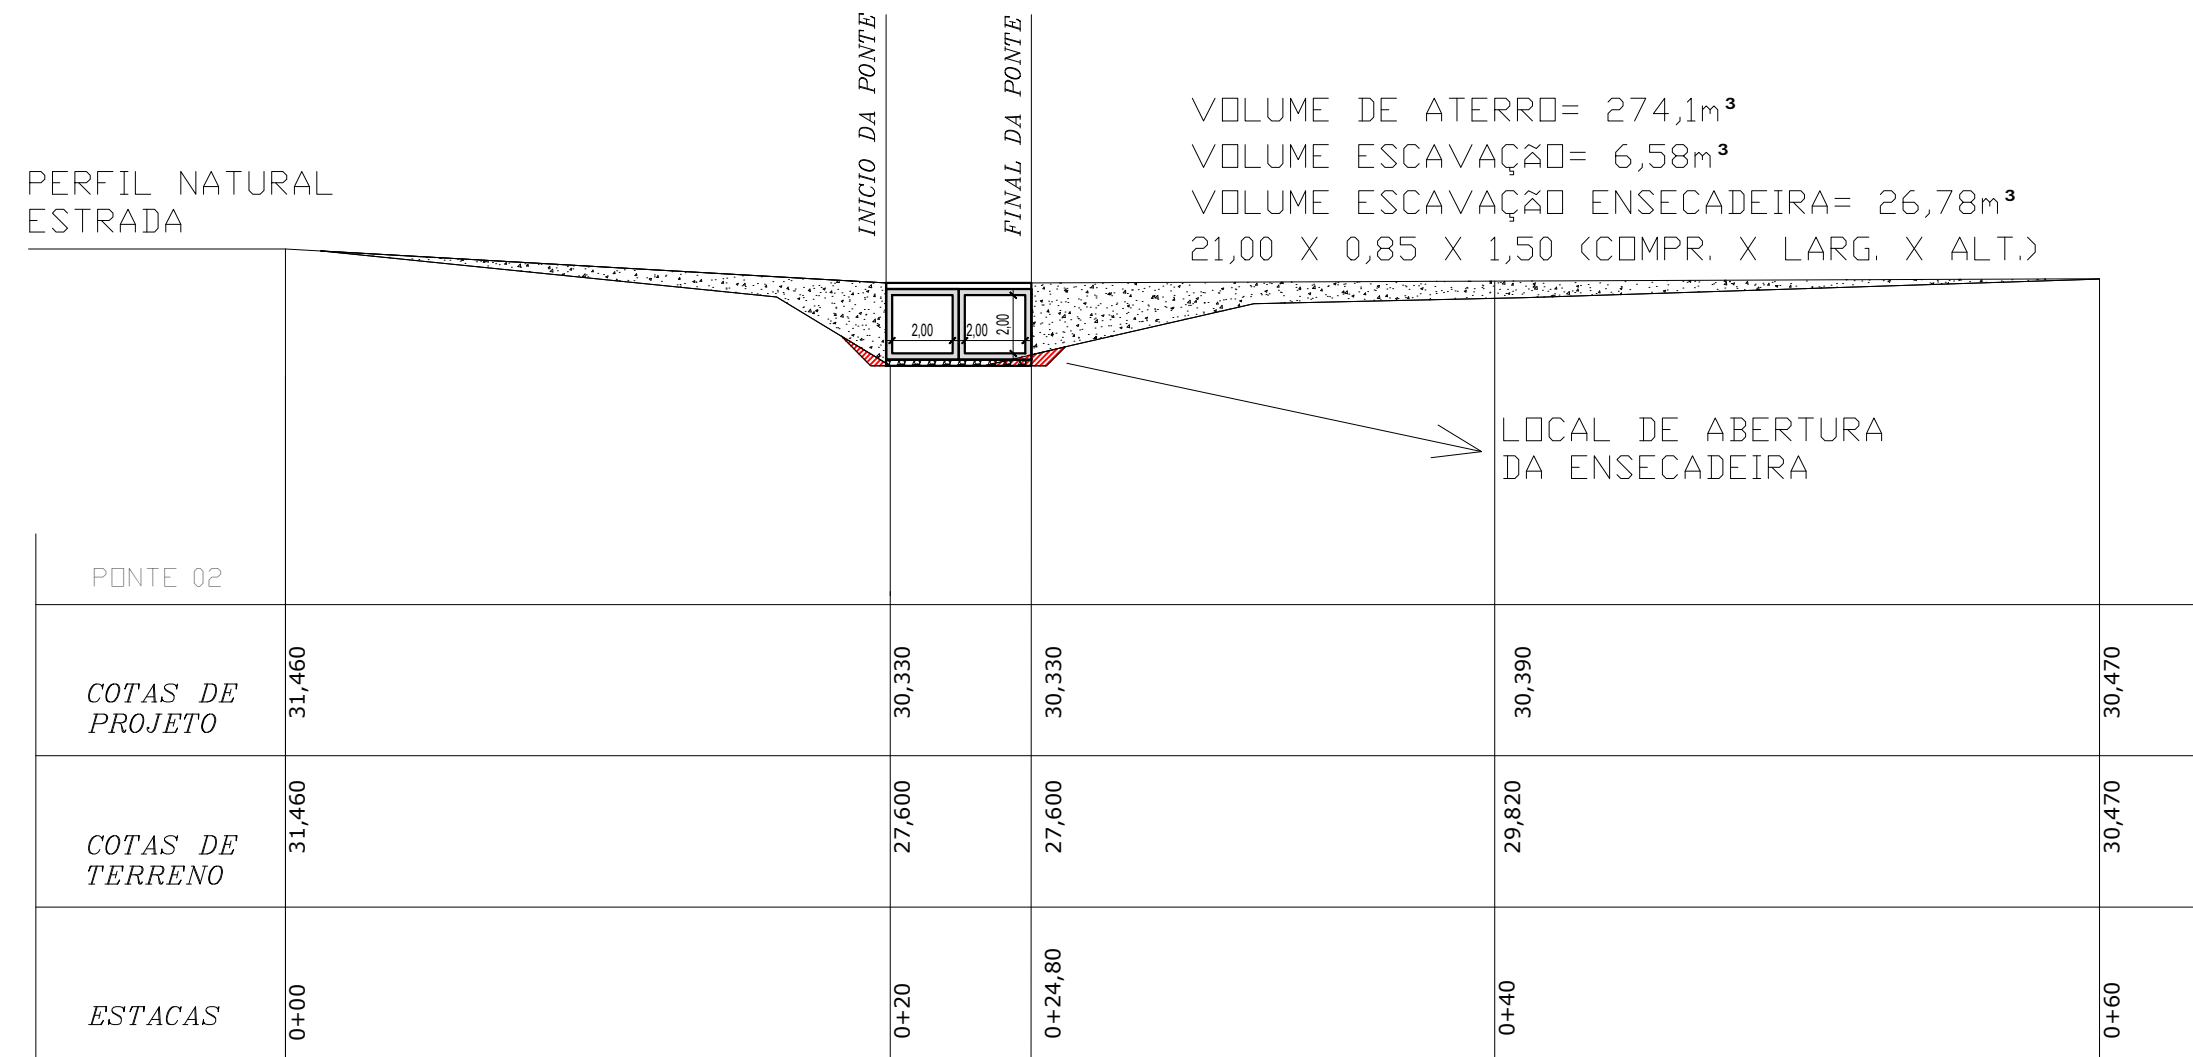 INICIO DA PONTE
FINAL DA PONTE
VOLUME DE ATERRO= 274,1m³
VOLUME ESCAVAÇÃO= 6,58m³
VOLUME ESCAVAÇÃO ENSECADEIRA= 26,78m³
21,00 X 0,85 X 1,50 (COMPR. X LARG. X ALT.)
PERFIL NATURAL
ESTRADA
2,00
2,00
2,00
LOCAL DE ABERTURA
DA ENSECADEIRA
PONTE 02
COTAS DE
PROJETO
31,460
30,330
30,330
30,390
30,470
COTAS DE
TERRENO
31,460
27,600
27,600
29,820
30,470
ESTACAS
0+00
0+20
0+24,80
0+40
0+60